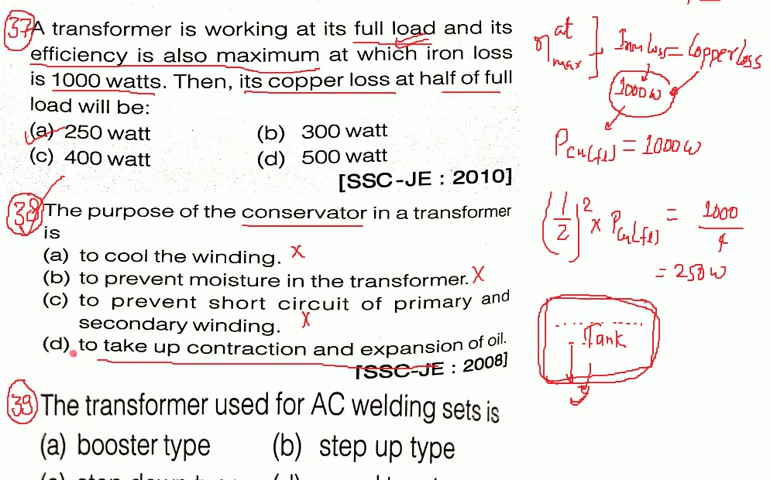 37 A transformer is working at its full load and its
efficiency is also maximum at which iron loss
is 1000 watts. Then, its copper loss at half of full
load will be:
(a) 250 watt (b) 300 watt
(c) 400 watt (d) 500 watt
[SSC-JE : 2010]
38 The purpose of the conservator in a transformer
is
(a) to cool the winding. x
(b) to prevent moisture in the transformer. x
(c) to prevent short circuit of primary and
secondary winding. x
(d) to take up contraction and expansion of oil.
[SSC-JE : 2008]
39 The transformer used for AC welding sets is
(a) booster type (b) step up type
η at max } Iron loss = Copper loss
1000 w
Pcu(fl) = 1000 w
(1/2)² × Pcu(fl) = 1000/4
= 250 w
Tank